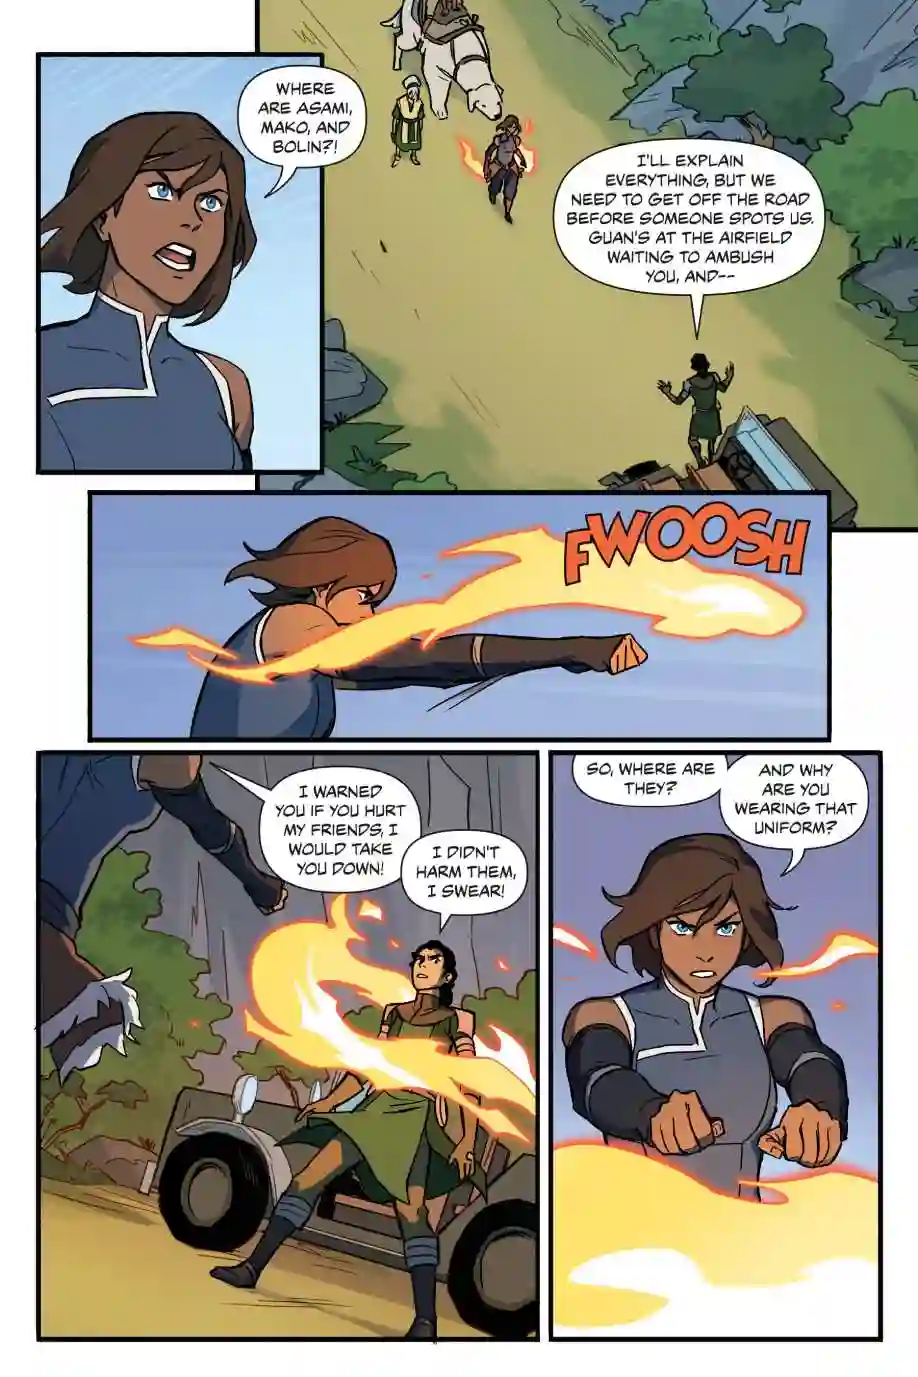 WHERE
ARE ASAMI,
MAKO, AND
BOLIN?!
I'LL EXPLAIN
EVERYTHING, BUT WE
NEED TO GET OFF THE ROAD
BEFORE SOMEONE SPOTS US.
GUAN'S AT THE AIRFIELD
WAITING TO AMBUSH
YOU, AND--
FWOOSH
I WARNED
YOU IF YOU HURT
MY FRIENDS, I
WOULD TAKE
YOU DOWN!
I DIDN'T
HARM THEM,
I SWEAR!
SO, WHERE ARE
THEY?
AND WHY
ARE YOU
WEARING THAT
UNIFORM?